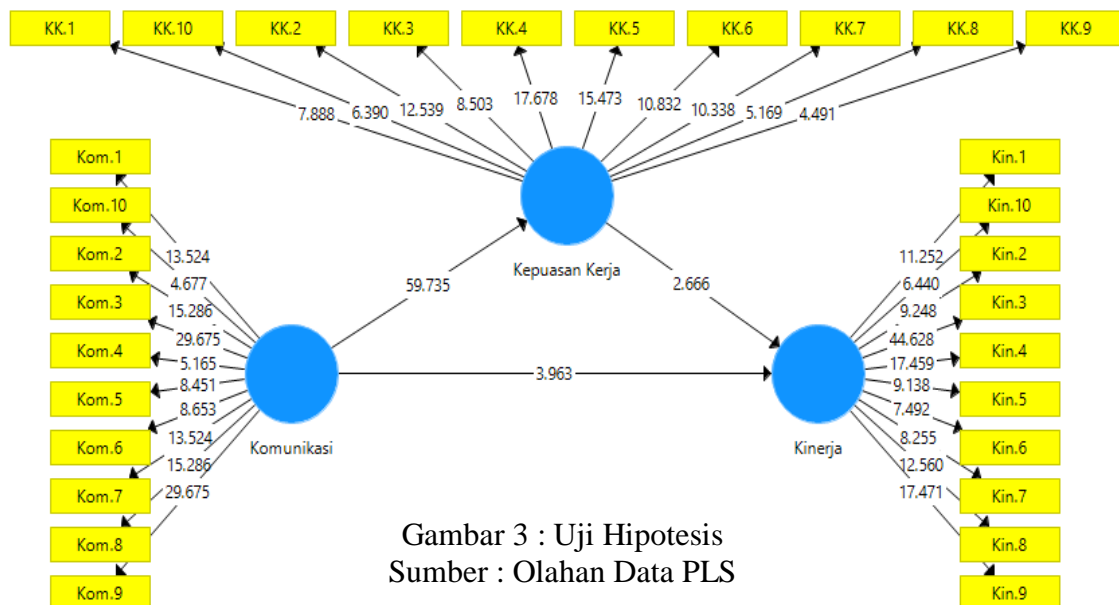 KK.1 KK.10 KK.2 KK.3 KK.4 KK.5 KK.6 KK.7 KK.8 KK.9
7.888 6.390 12.539 8.503 17.678 15.473 10.832 10.338 5.169 4.491
Kom.1
Kom.10
Kom.2
Kom.3
Kom.4
Kom.5
Kom.6
Kom.7
Kom.8
Kom.9
13.524
4.677
15.286
29.675
5.165
8.451
8.653
13.524
15.286
29.675
Komunikasi
59.735
Kepuasan Kerja
2.666
3.963
Kinerja
11.252
6.440
9.248
44.628
17.459
9.138
7.492
8.255
12.560
17.471
Kin.1
Kin.10
Kin.2
Kin.3
Kin.4
Kin.5
Kin.6
Kin.7
Kin.8
Kin.9
Gambar 3 : Uji Hipotesis
Sumber : Olahan Data PLS